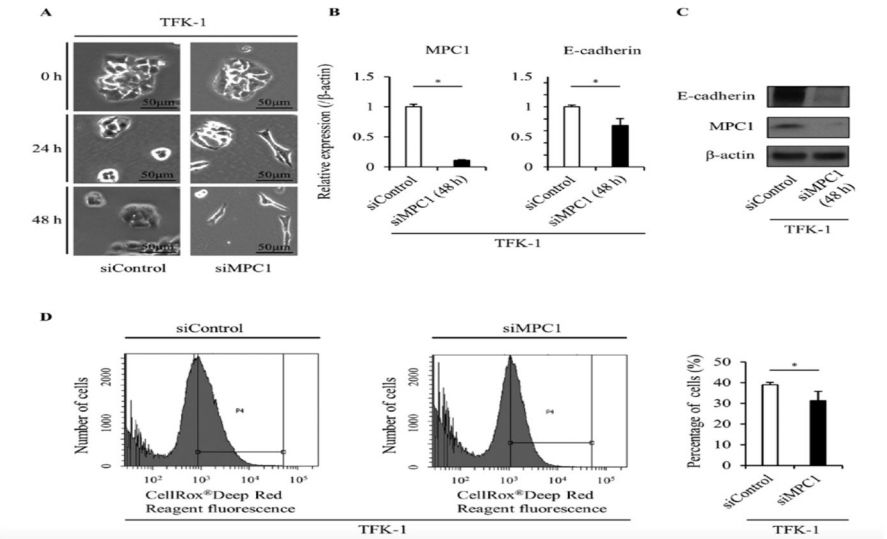 A
TFK-1
0 h
50μm
50μm
24 h
50μm
50μm
48 h
50μm
50μm
siControl
siMPC1
B
MPC1
E-cadherin
Relative expression (/β-actin)
1.5
1
0.5
0
*
siControl
siMPC1 (48 h)
1.5
1
0.5
0
*
siControl
siMPC1 (48 h)
TFK-1
C
E-cadherin
MPC1
β-actin
siControl
siMPC1
(48 h)
TFK-1
D
siControl
Number of cells
2000
1000
0
P4
10² 10³ 10⁴ 10⁵
CellRox®Deep Red
Reagent fluorescence
siMPC1
Number of cells
2000
1000
0
P4
10² 10³ 10⁴ 10⁵
CellRox®Deep Red
Reagent fluorescence
TFK-1
Percentage of cells (%)
50
40
30
20
10
0
*
siControl
siMPC1
TFK-1